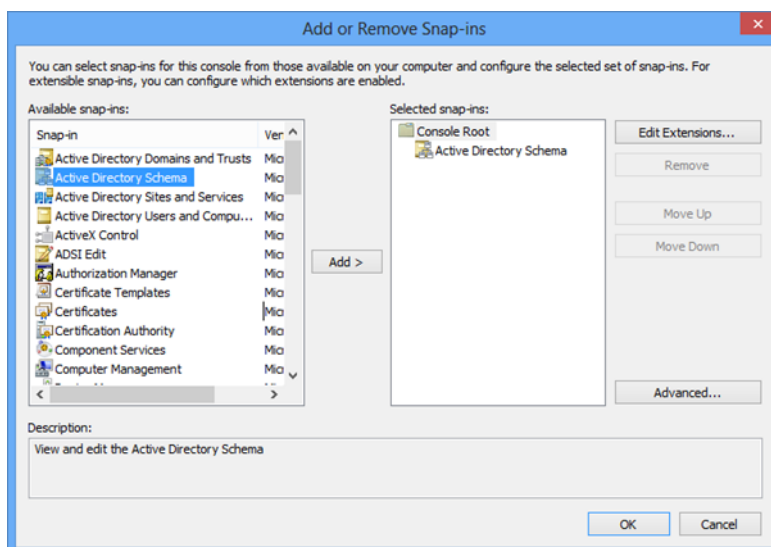 Add or Remove Snap-ins
You can select snap-ins for this console from those available on your computer and configure the selected set of snap-ins. For
extensible snap-ins, you can configure which extensions are enabled.
Available snap-ins:
Snap-in Ver
Active Directory Domains and Trusts Mic
Active Directory Schema Mic
Active Directory Sites and Services Mic
Active Directory Users and Compu... Mic
ActiveX Control Mic
ADSI Edit Mic
Authorization Manager Mic
Certificate Templates Mic
Certificates Mic
Certification Authority Mic
Component Services Mic
Computer Management Mic
Add >
Selected snap-ins:
Console Root
Active Directory Schema
Edit Extensions...
Remove
Move Up
Move Down
Advanced...
Description:
View and edit the Active Directory Schema
OK
Cancel